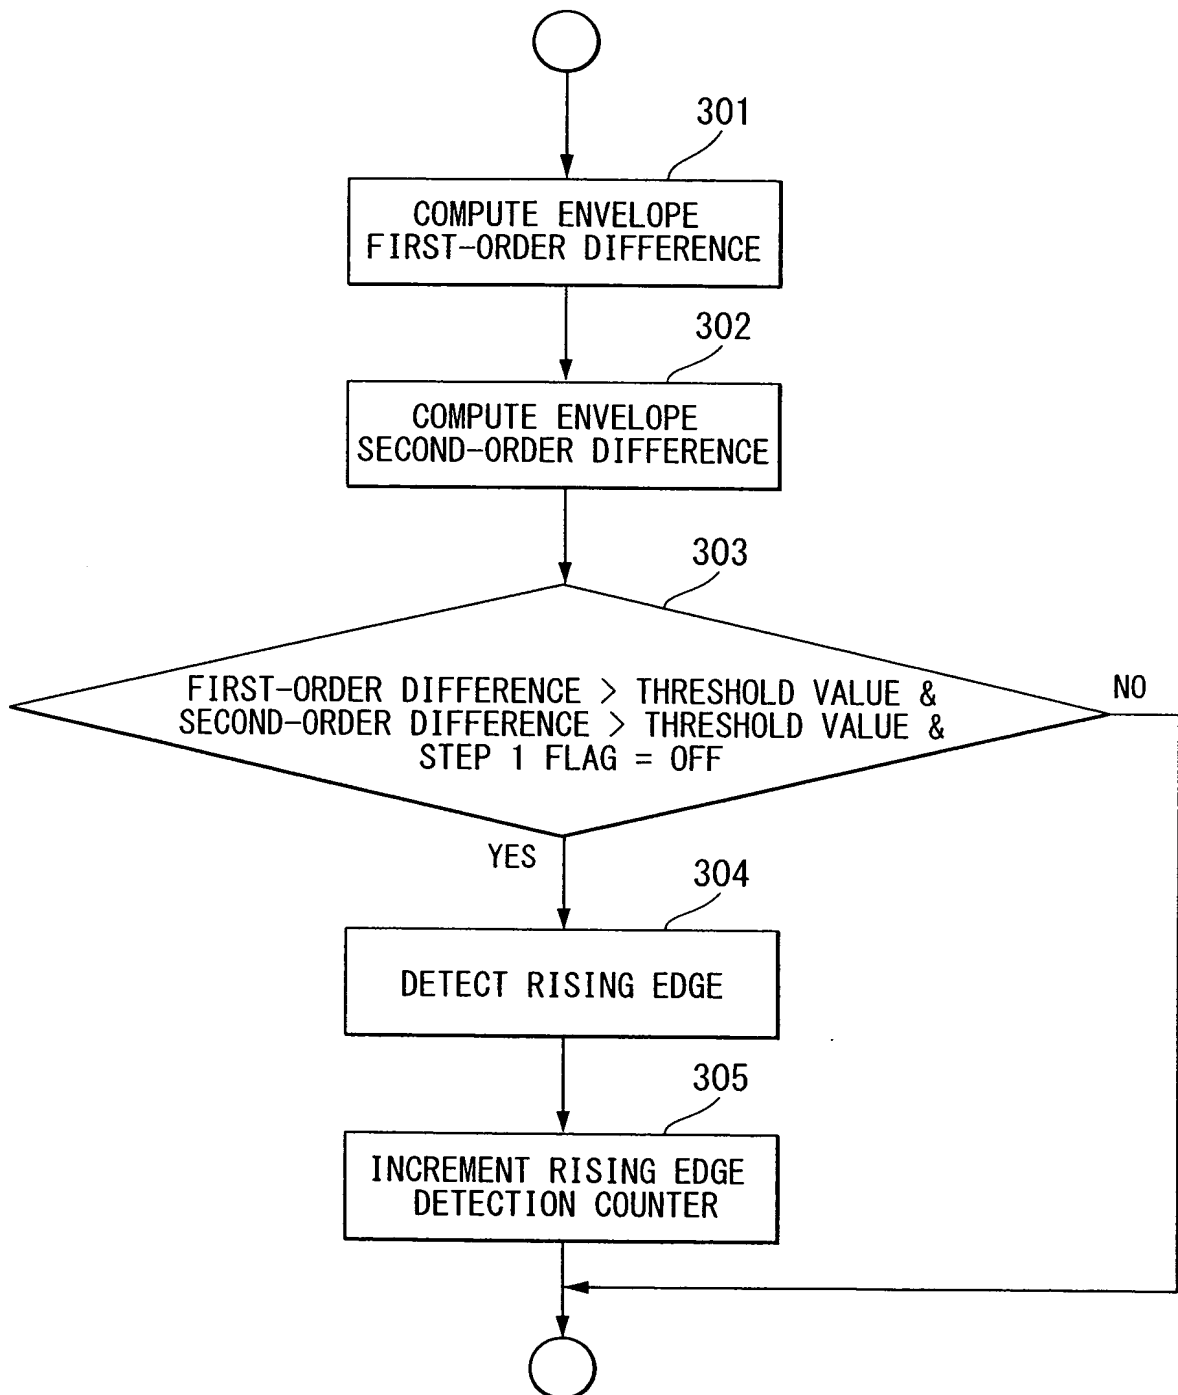 301
COMPUTE ENVELOPE
FIRST-ORDER DIFFERENCE
302
COMPUTE ENVELOPE
SECOND-ORDER DIFFERENCE
303
FIRST-ORDER DIFFERENCE > THRESHOLD VALUE &
SECOND-ORDER DIFFERENCE > THRESHOLD VALUE &
STEP 1 FLAG = OFF
NO
YES
304
DETECT RISING EDGE
305
INCREMENT RISING EDGE
DETECTION COUNTER